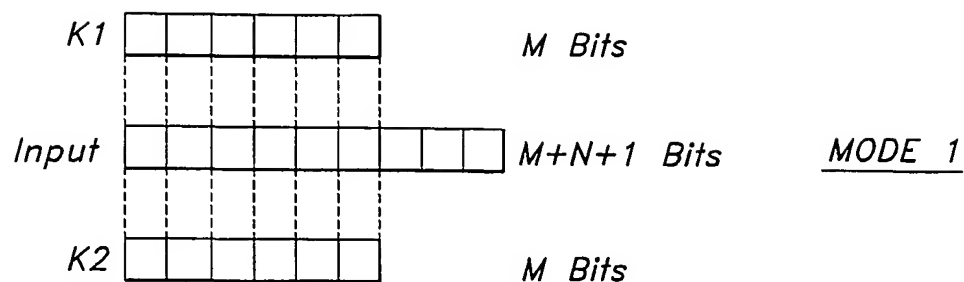 K1
M Bits
Input
M+N+1 Bits
MODE 1
K2
M Bits